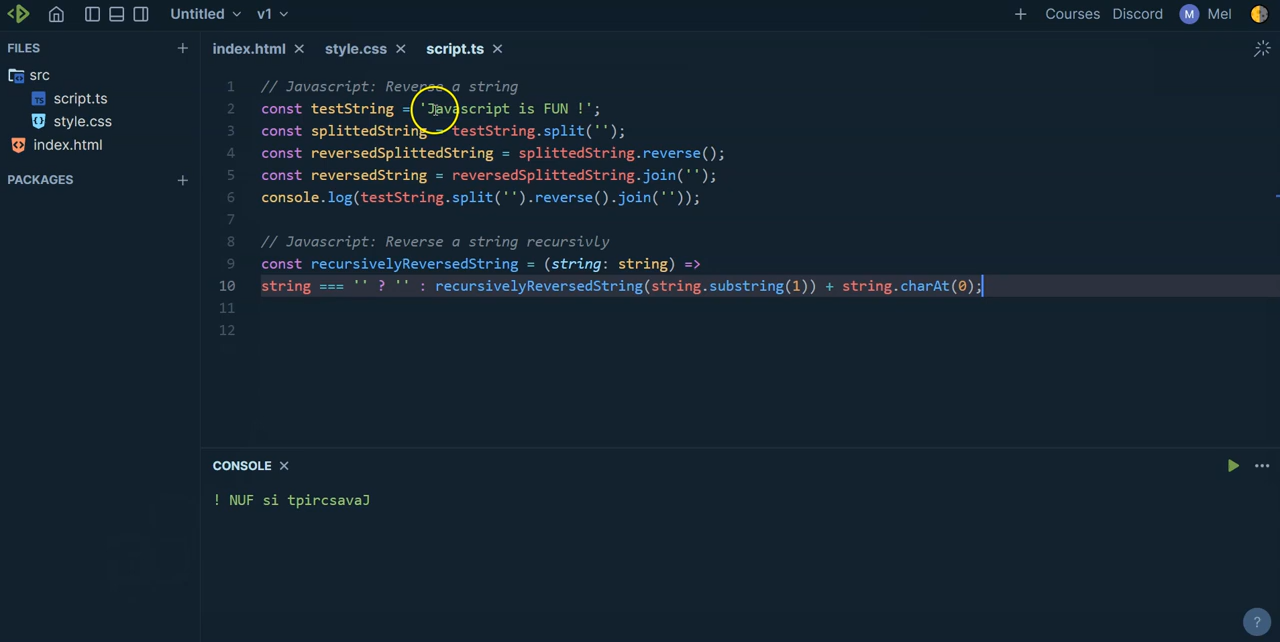 Untitled v1 + Courses Discord M Mel
FILES +
src
TS script.ts
style.css
index.html
PACKAGES +
index.html × style.css × script.ts ×
1 // Javascript: Reverse a string
2 const testString = 'Javascript is FUN !';
3 const splittedString = testString.split('');
4 const reversedSplittedString = splittedString.reverse();
5 const reversedString = reversedSplittedString.join('');
6 console.log(testString.split('').reverse().join(''));
7
8 // Javascript: Reverse a string recursivly
9 const recursivelyReversedString = (string: string) =>
10 string === '' ? '' : recursivelyReversedString(string.substring(1)) + string.charAt(0);
11
12
CONSOLE ×
! NUF si tpircsavaJ
?